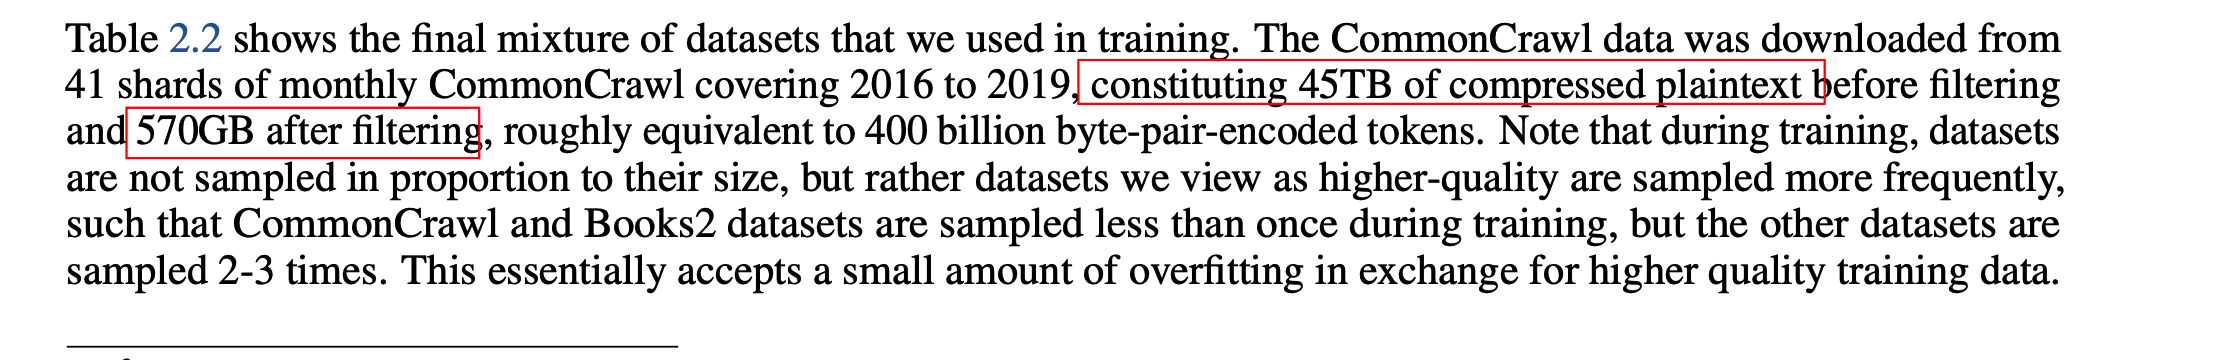 Table 2.2 shows the final mixture of datasets that we used in training. The CommonCrawl data was downloaded from
41 shards of monthly CommonCrawl covering 2016 to 2019, constituting 45TB of compressed plaintext before filtering
and 570GB after filtering, roughly equivalent to 400 billion byte-pair-encoded tokens. Note that during training, datasets
are not sampled in proportion to their size, but rather datasets we view as higher-quality are sampled more frequently,
such that CommonCrawl and Books2 datasets are sampled less than once during training, but the other datasets are
sampled 2-3 times. This essentially accepts a small amount of overfitting in exchange for higher quality training data.